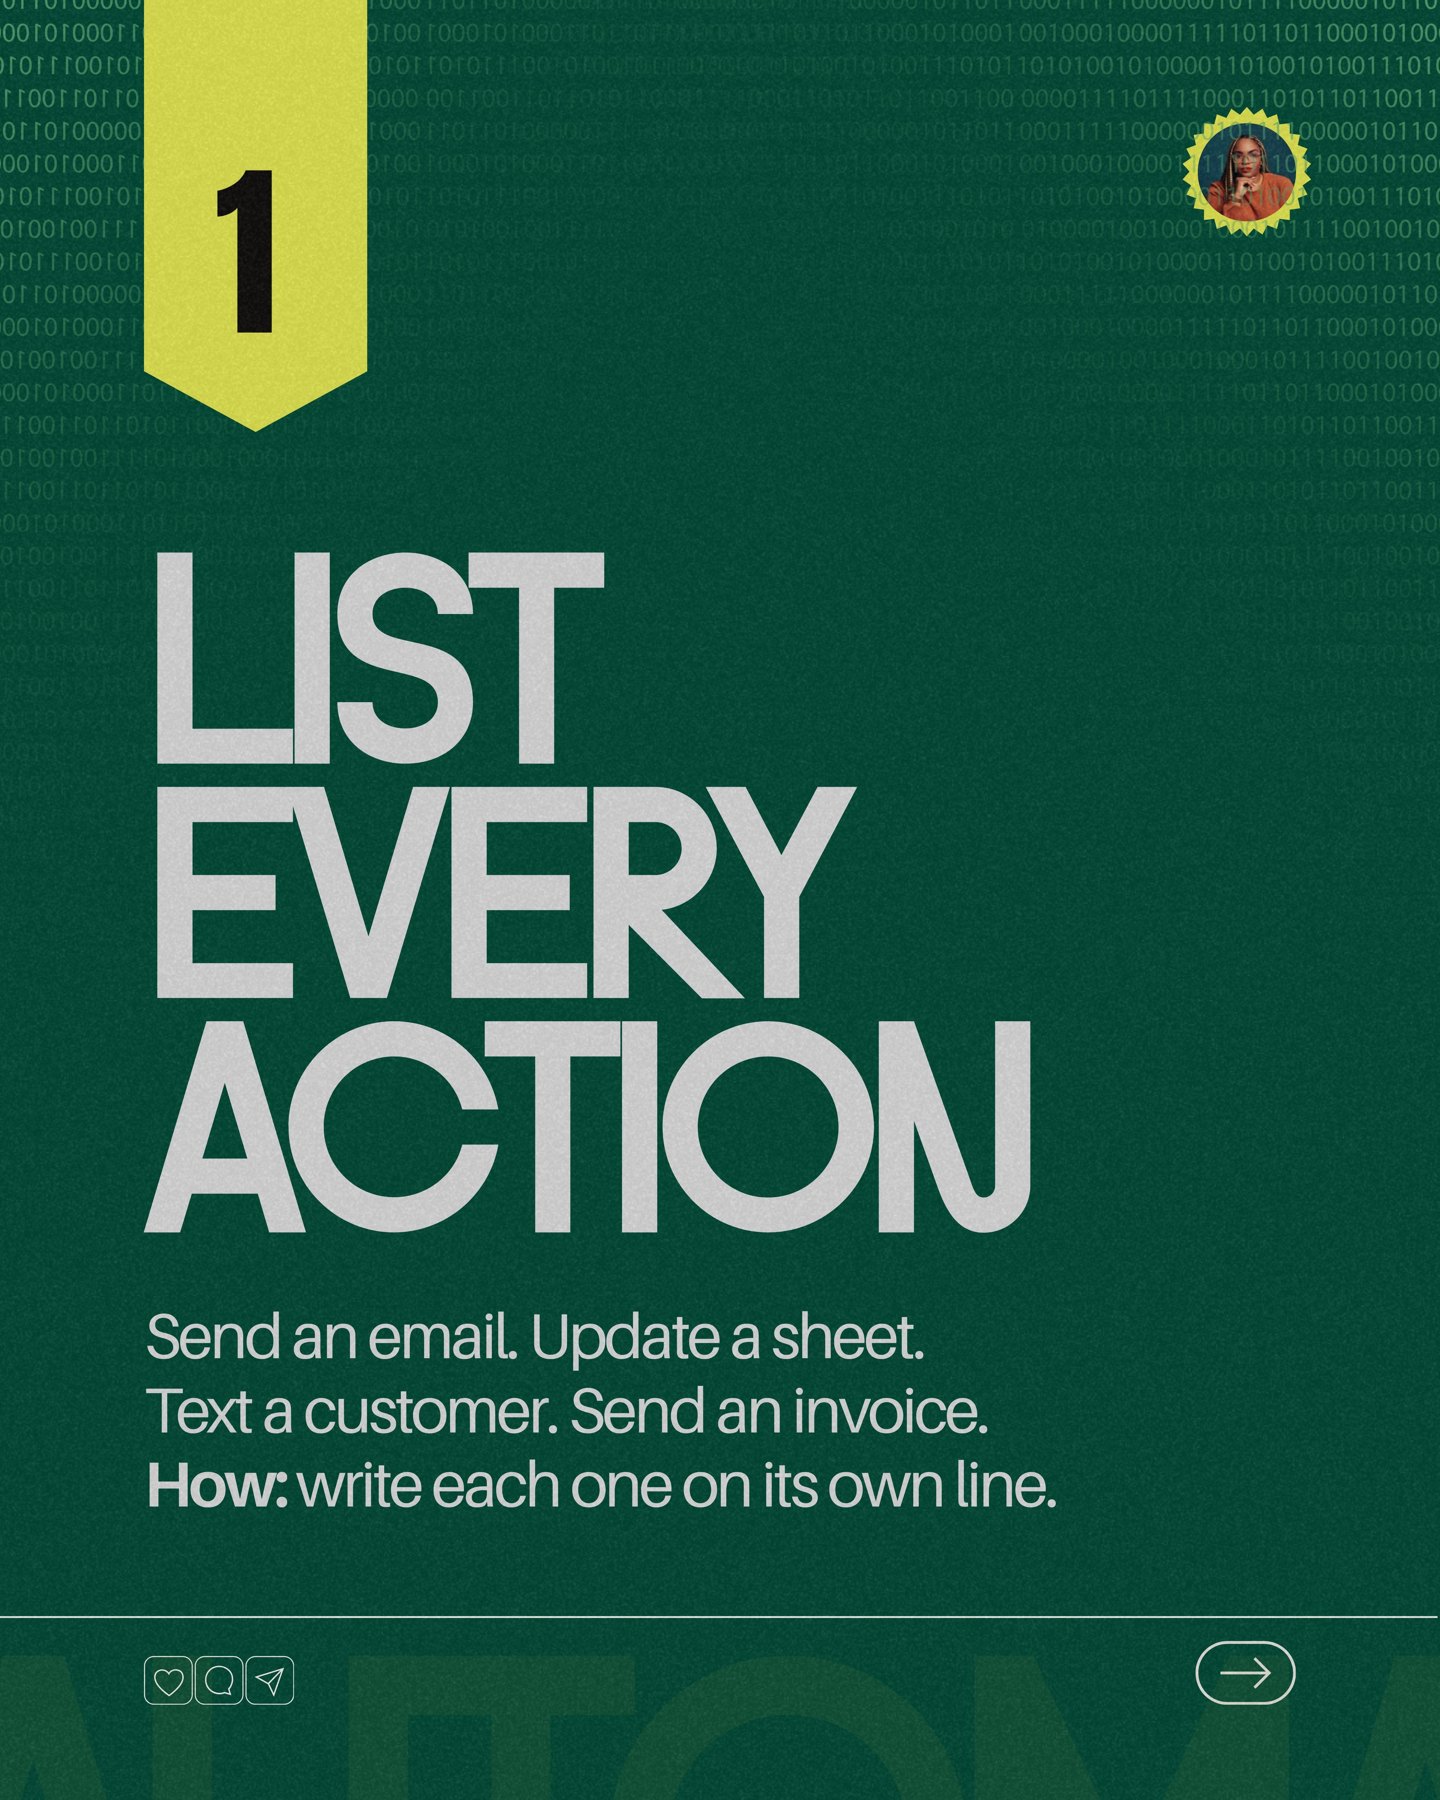 1
LIST
EVERY
ACTION
Send an email. Update a sheet.
Text a customer. Send an invoice.
How: write each one on its own line.